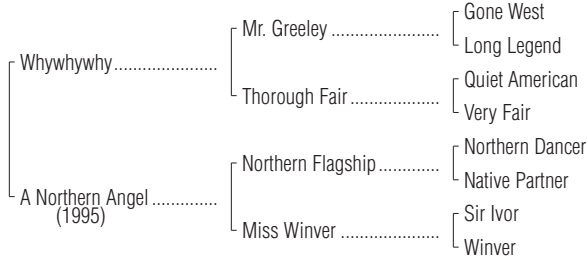 Gone West
Mr. Greeley ....................
Long Legend
Whywhywhy ....................
Quiet American
Thorough Fair ....................
Very Fair
Northern Dancer
Northern Flagship ..............
Native Partner
A Northern Angel ..............
(1995)
Sir Ivor
Miss Winver ....................
Winver